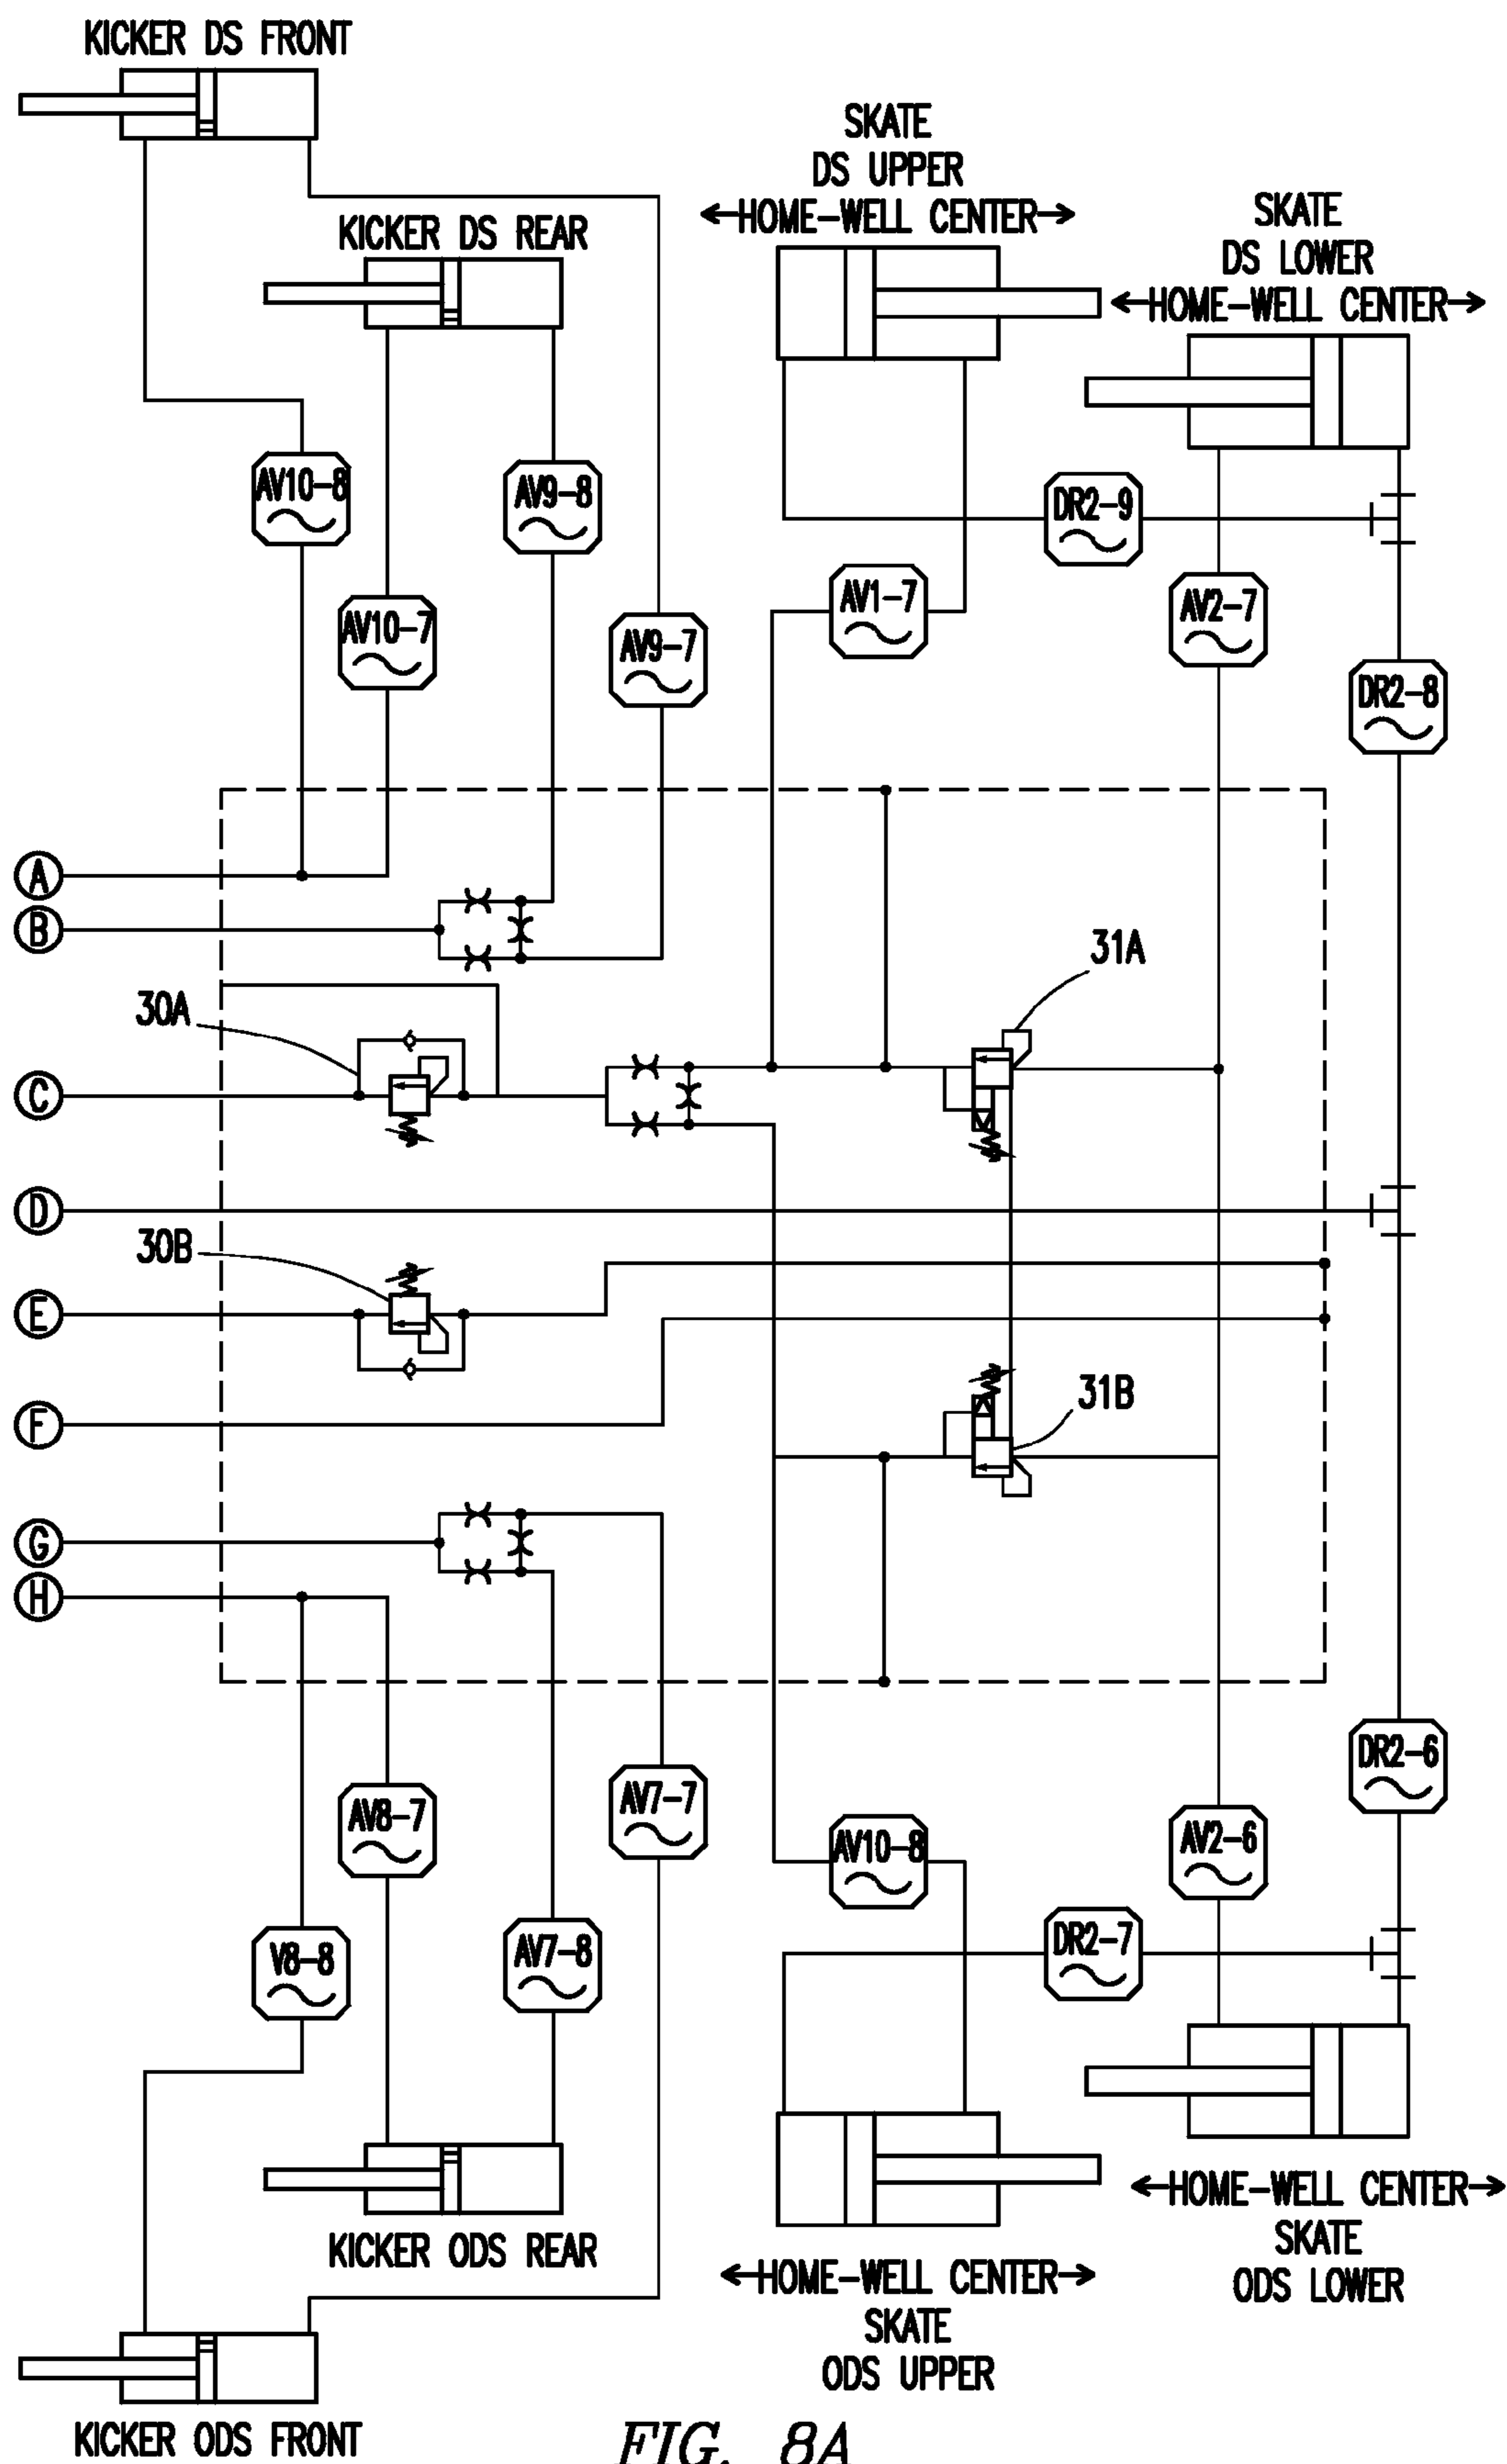 KICKER DS FRONT
SKATE
DS UPPER
HOME-WELL CENTER
KICKER DS REAR
SKATE
DS LOWER
HOME-WELL CENTER
AV10-8
AV9-8
DR2-9
AV1-7
AV2-7
AV10-7
AV9-7
DR2-8
A
B
31A
30A
C
D
30B
E
31B
F
G
H
DR2-6
AV7-7
AV8-7
AV10-8
AV2-6
DR2-7
V8-8
AV7-8
HOME-WELL CENTER
SKATE
ODS LOWER
KICKER ODS REAR
HOME-WELL CENTER
SKATE
ODS UPPER
KICKER ODS FRONT
FIG. 8A